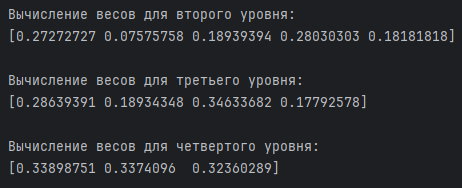 Вычисление весов для второго уровня:
[0.27272727 0.07575758 0.18939394 0.28030303 0.18181818]
Вычисление весов для третьего уровня:
[0.28639391 0.18934348 0.34633682 0.17792578]
Вычисление весов для четвертого уровня:
[0.33898751 0.3374096  0.32360289]